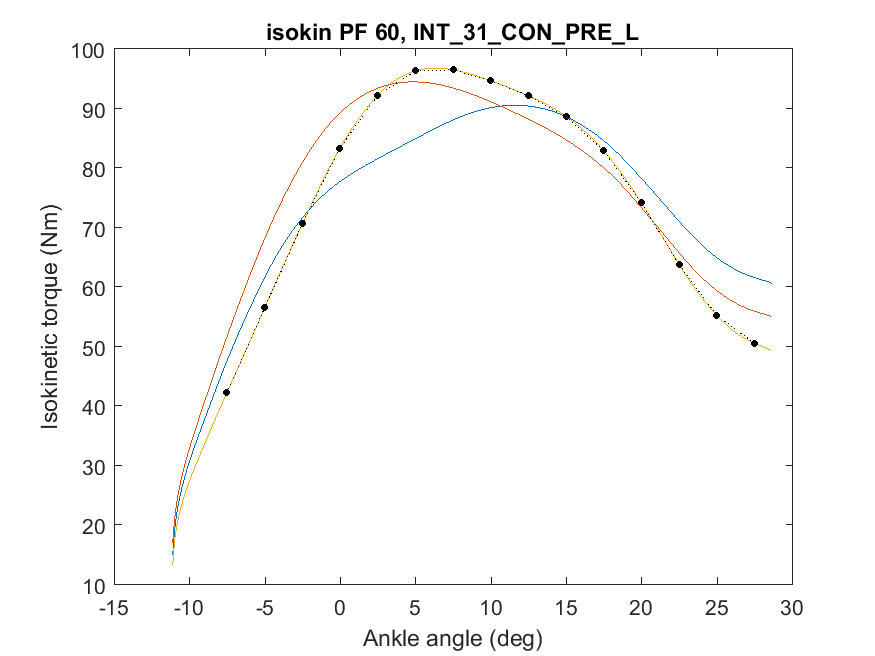 isokin PF 60, INT_31_CON_PRE_L
100
90
80
70
60
50
40
30
20
10
Isokinetic torque (Nm)
-15 -10 -5 0 5 10 15 20 25 30
Ankle angle (deg)